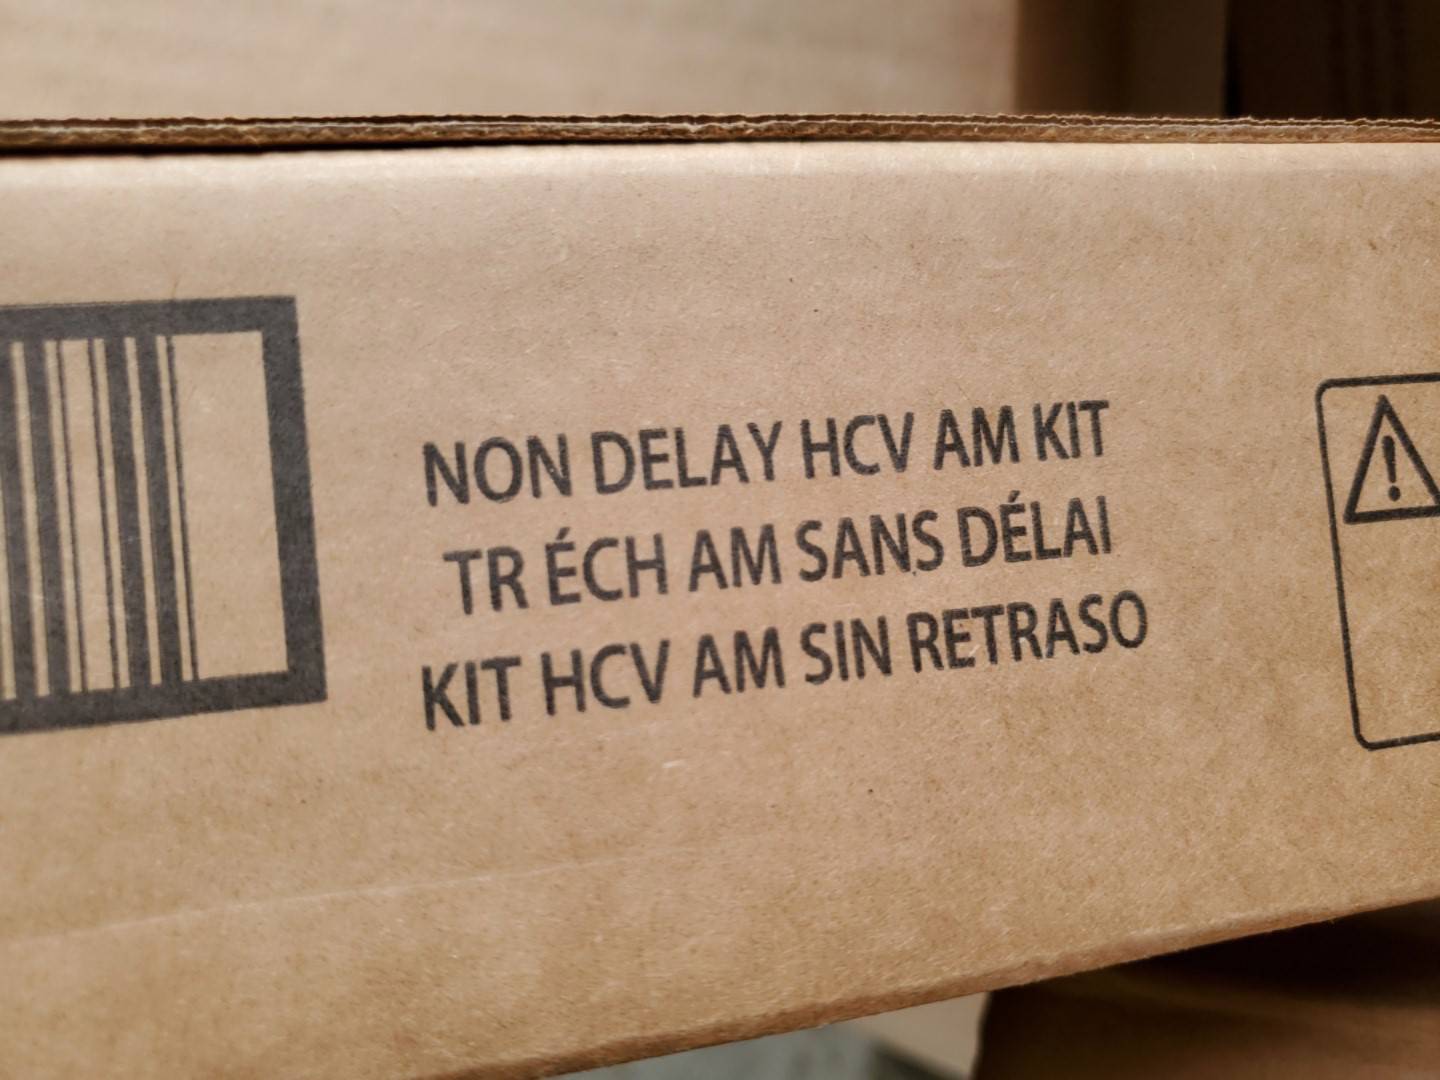 NON DELAY HCV AM KIT
TR ÉCH AM SANS DÉLAI
KIT HCV AM SIN RETRASO